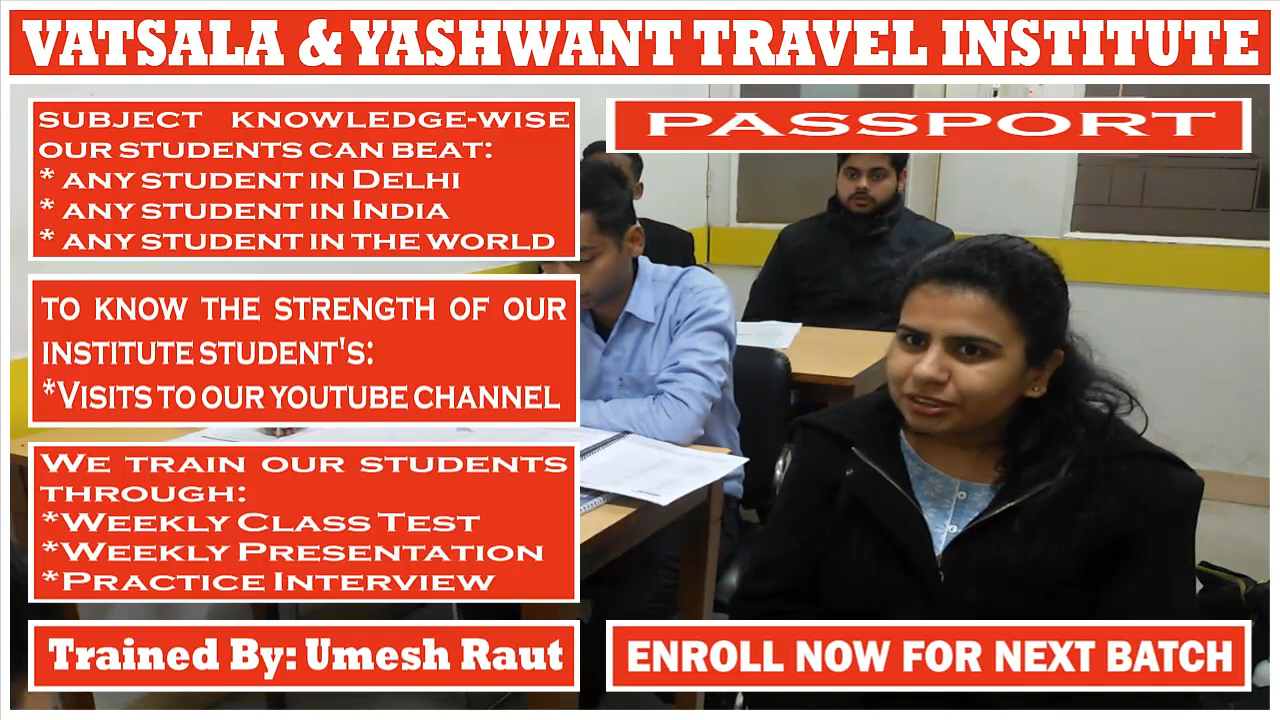 VATSALA & YASHWANT TRAVEL INSTITUTE
SUBJECT KNOWLEDGE-WISE
OUR STUDENTS CAN BEAT:
* ANY STUDENT IN DELHI
* ANY STUDENT IN INDIA
* ANY STUDENT IN THE WORLD
TO KNOW THE STRENGTH OF OUR
INSTITUTE STUDENT'S:
*VISITS TO OUR YOUTUBE CHANNEL
WE TRAIN OUR STUDENTS
THROUGH:
*WEEKLY CLASS TEST
*WEEKLY PRESENTATION
*PRACTICE INTERVIEW
Trained By: Umesh Raut
PASSPORT
ENROLL NOW FOR NEXT BATCH